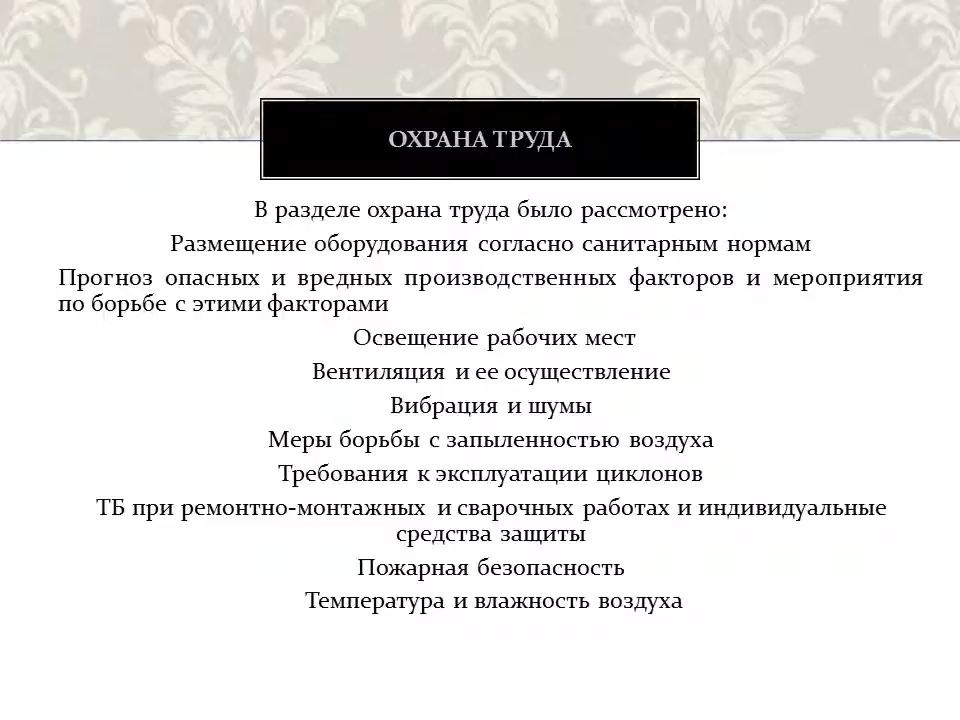 ОХРАНА ТРУДА
В разделе охрана труда было рассмотрено:
Размещение оборудования согласно санитарным нормам
Прогноз опасных и вредных производственных факторов и мероприятия
по борьбе с этими факторами
Освещение рабочих мест
Вентиляция и ее осуществление
Вибрация и шумы
Меры борьбы с запыленностью воздуха
Требования к эксплуатации циклонов
ТБ при ремонтно-монтажных и сварочных работах и индивидуальные
средства защиты
Пожарная безопасность
Температура и влажность воздуха